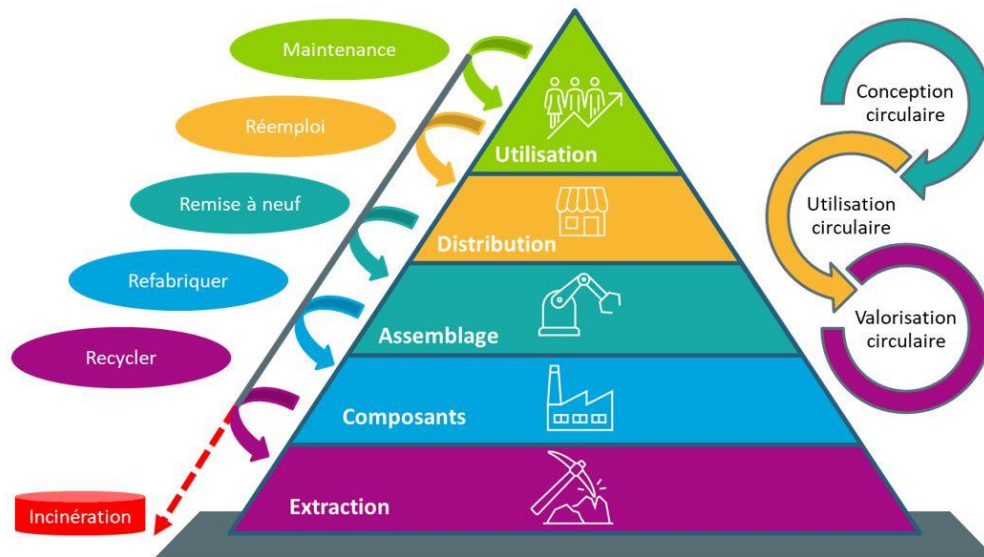 Maintenance
Réemploi
Remise à neuf
Refabriquer
Recycler
Incinération
Utilisation
Distribution
Assemblage
Composants
Extraction
Conception
circulaire
Utilisation
circulaire
Valorisation
circulaire